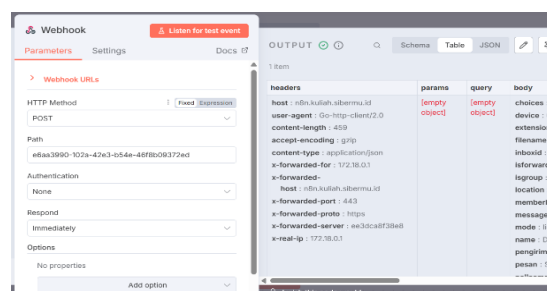 Webhook
Listen for test event
Parameters Settings Docs
Webhook URLs
HTTP Method Fixed Expression
POST
Path
e6aa3990-102a-42e3-b54e-46f8b09372ed
Authentication
None
Respond
Immediately
Options
No properties
Add option
OUTPUT
Schema Table JSON
1 item
headers params query body
host : n8n.kuliah.sibermu.id
user-agent : Go-http-client/2.0
content-length : 459
accept-encoding : gzip
content-type : application/json
x-forwarded-for : 172.18.0.1
x-forwarded-
host : n8n.kuliah.sibermu.id
x-forwarded-port : 443
x-forwarded-proto : https
x-forwarded-server : ee3dca8f38e8
x-real-ip : 172.18.0.1
[empty
object]
[empty
object]
choices
device :
extensio
filename
inboxid :
isforwar
isgroup :
location
memberl
message
mode : li
name : D
pengirim
pesan : S